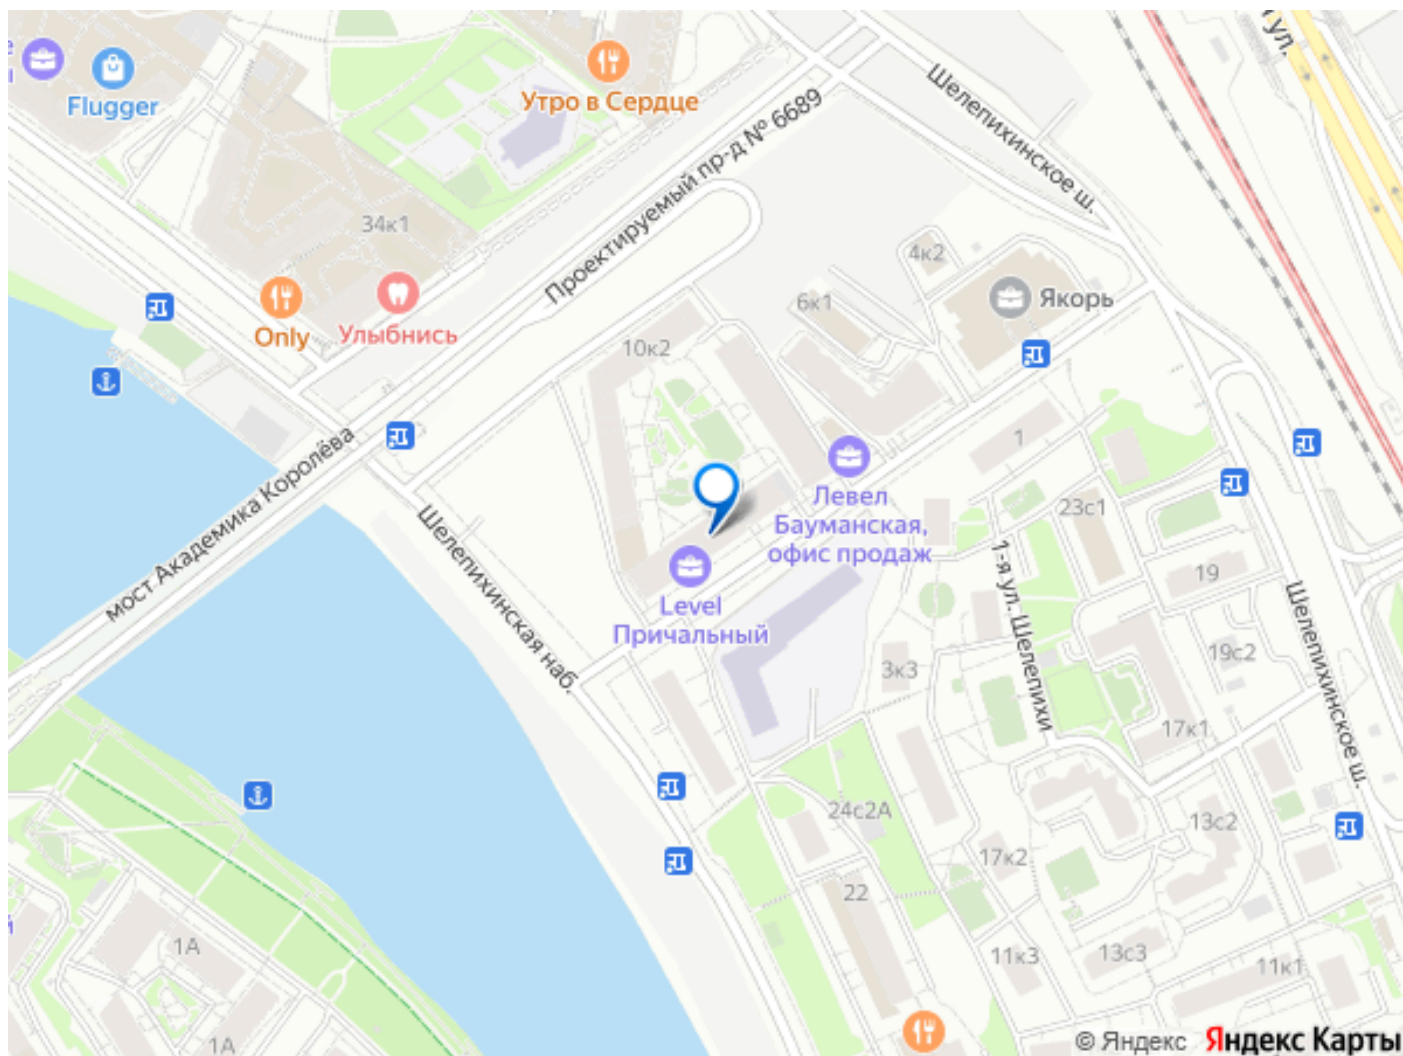 Flugger
Утро в Сердце
Шелепихинское ш.
Проектируемый пр-д № 6689
ул.
34к1
4к2
6к1
Якорь
Only
Улыбнись
10к2
мост Академика Королёва
1
Левел
Бауманская,
офис продаж
23с1
Шелепихинская наб.
Level
Причальный
1-я ул. Шелепихи
19
Шелепихинское ш.
3к3
19с2
17к1
24с2А
13с2
17к2
22
1А
11к3
13с3
11к1
1А
© Яндекс Яндекс Карты